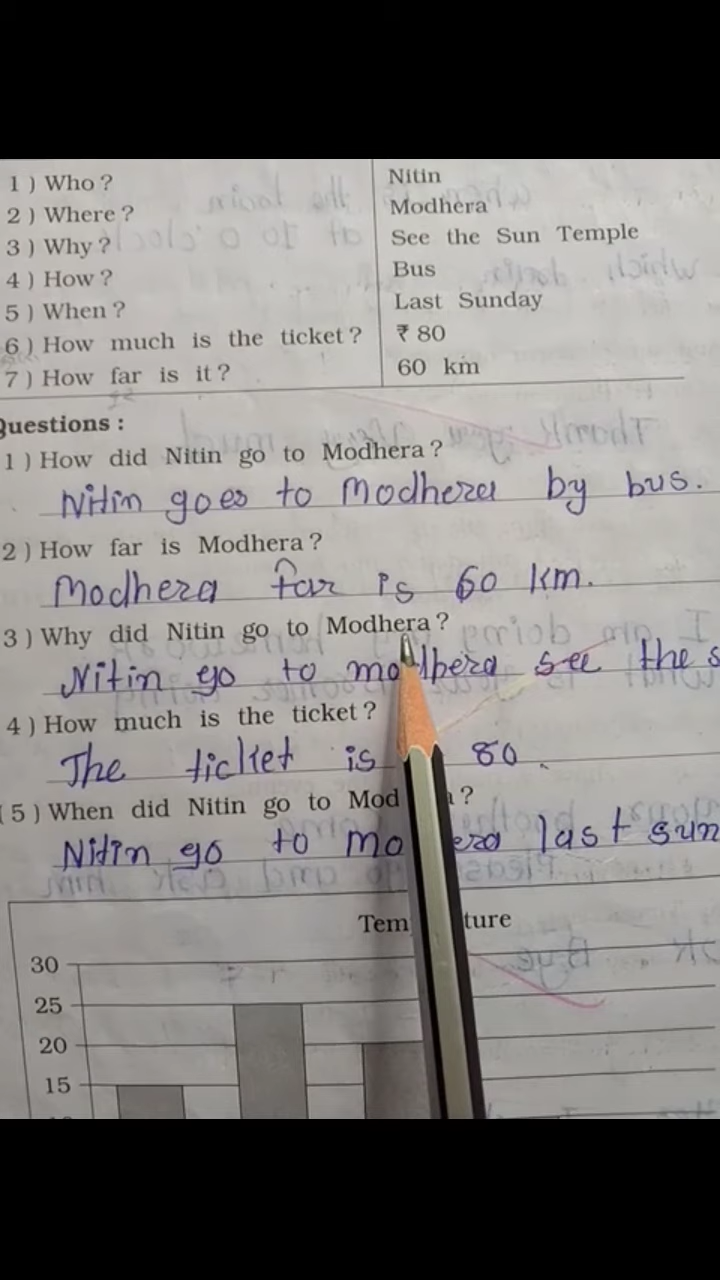 1 ) Who ? Nitin
2 ) Where ? Modhera
3 ) Why ? See the Sun Temple
4 ) How ? Bus
5 ) When ? Last Sunday
6 ) How much is the ticket ? ₹ 80
7 ) How far is it ? 60 km
Questions :
1 ) How did Nitin go to Modhera ?
Nitin goes to Modhera by bus.
2 ) How far is Modhera ?
Modhera far is 60 km.
3 ) Why did Nitin go to Modhera ?
Nitin go to modhera see the s
4 ) How much is the ticket ?
The ticket is 80 .
5 ) When did Nitin go to Mod a ?
Nitin go to mo era last sun
Tem ture
30
25
20
15